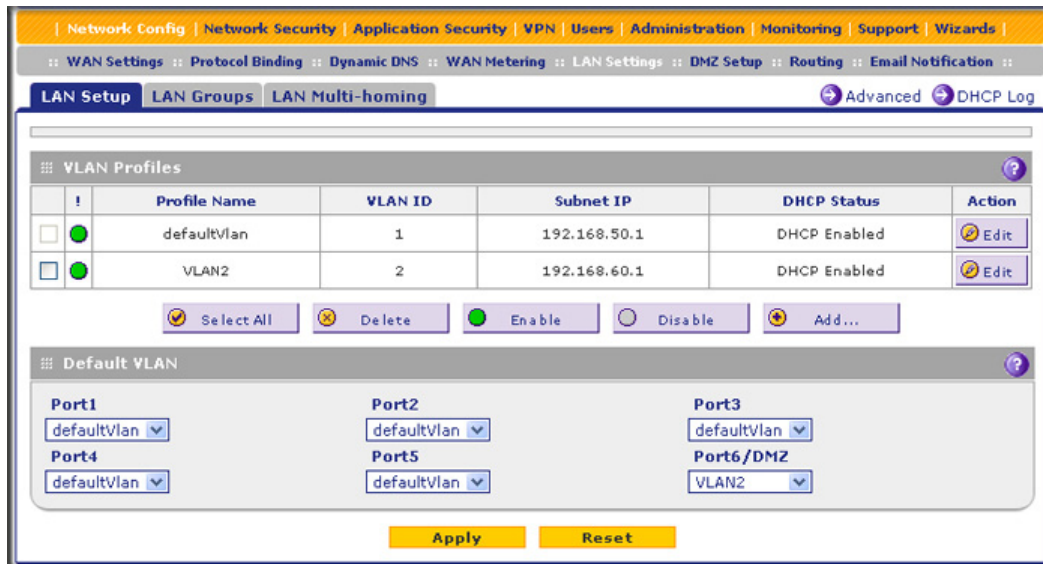 | Network Config | Network Security | Application Security | VPN | Users | Administration | Monitoring | Support | Wizards |
:: WAN Settings :: Protocol Binding :: Dynamic DNS :: WAN Metering :: LAN Settings :: DMZ Setup :: Routing :: Email Notification ::
LAN Setup LAN Groups LAN Multi-homing Advanced DHCP Log
VLAN Profiles ?
! Profile Name VLAN ID Subnet IP DHCP Status Action
defaultVlan 1 192.168.50.1 DHCP Enabled Edit
VLAN2 2 192.168.60.1 DHCP Enabled Edit
Select All Delete Enable Disable Add...
Default VLAN ?
Port1 Port2 Port3
defaultVlan defaultVlan defaultVlan
Port4 Port5 Port6/DMZ
defaultVlan defaultVlan VLAN2
Apply Reset